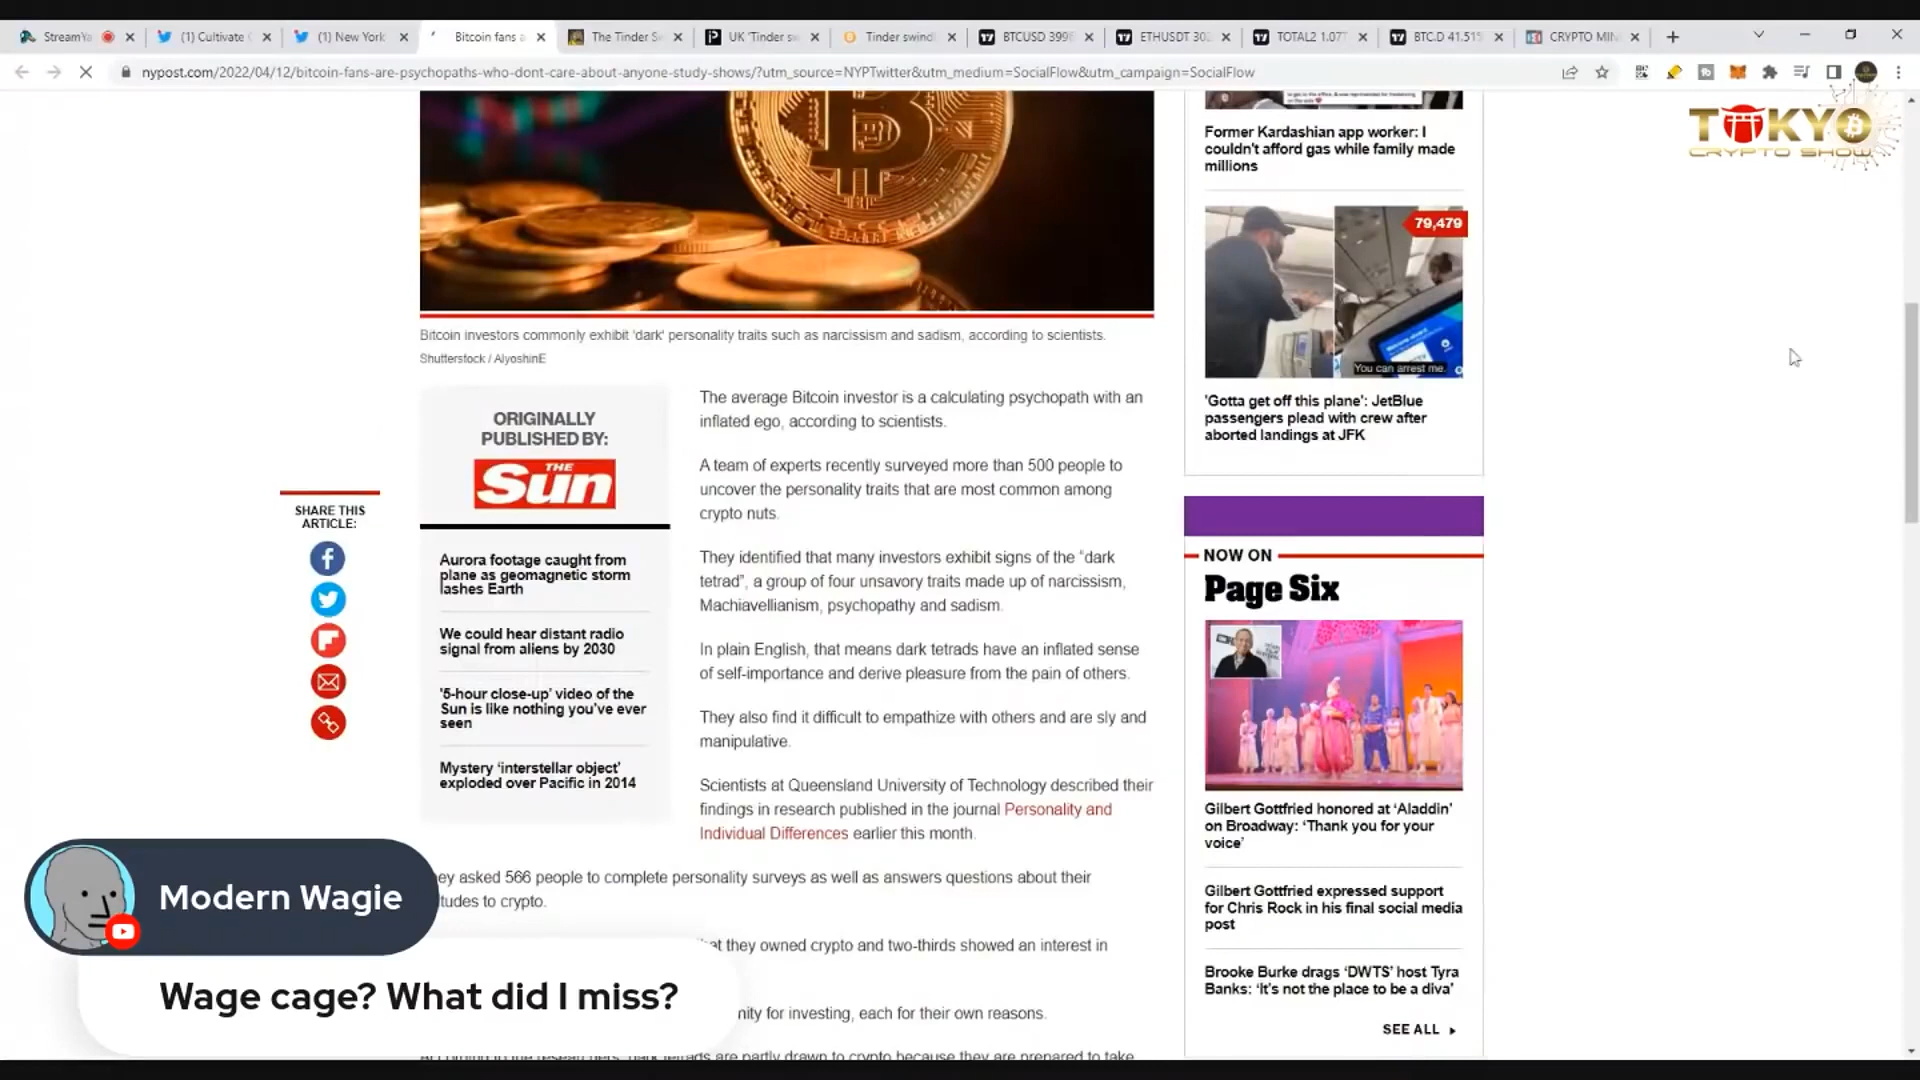 StreamYa
(1) Cultivate
(1) New York
Bitcoin fans a
The Tinder S
UK 'Tinder sw
Tinder swindl
BTCUSD 399
ETHUSDT 30
TOTAL2 1.07T
BTC.D 41.515
CRYPTO MIN
nypost.com/2022/04/12/bitcoin-fans-are-psychopaths-who-dont-care-about-anyone-study-shows/?utm_source=NYPTwitter&utm_medium=SocialFlow&utm_campaign=SocialFlow
TOKYO
CRYPTO SHOW
Bitcoin investors commonly exhibit 'dark' personality traits such as narcissism and sadism, according to scientists.
Shutterstock / AlyoshinE
SHARE THIS
ARTICLE:
ORIGINALLY
PUBLISHED BY:
THE
Sun
Aurora footage caught from
plane as geomagnetic storm
lashes Earth
We could hear distant radio
signal from aliens by 2030
'5-hour close-up' video of the
Sun is like nothing you've ever
seen
Mystery 'interstellar object'
exploded over Pacific in 2014
The average Bitcoin investor is a calculating psychopath with an
inflated ego, according to scientists.
A team of experts recently surveyed more than 500 people to
uncover the personality traits that are most common among
crypto nuts.
They identified that many investors exhibit signs of the “dark
tetrad”, a group of four unsavory traits made up of narcissism,
Machiavellianism, psychopathy and sadism.
In plain English, that means dark tetrads have an inflated sense
of self-importance and derive pleasure from the pain of others.
They also find it difficult to empathize with others and are sly and
manipulative.
Scientists at Queensland University of Technology described their
findings in research published in the journal Personality and
Individual Differences earlier this month.
ey asked 566 people to complete personality surveys as well as answers questions about their
tudes to crypto.
at they owned crypto and two-thirds showed an interest in
nity for investing, each for their own reasons.
are partly drawn to crypto because they are prepared to take
Former Kardashian app worker: I
couldn't afford gas while family made
millions
79,479
You can arrest me.
'Gotta get off this plane': JetBlue
passengers plead with crew after
aborted landings at JFK
NOW ON
Page Six
Gilbert Gottfried honored at ‘Aladdin’
on Broadway: ‘Thank you for your
voice’
Gilbert Gottfried expressed support
for Chris Rock in his final social media
post
Brooke Burke drags ‘DWTS’ host Tyra
Banks: ‘It’s not the place to be a diva’
SEE ALL
Modern Wagie
Wage cage? What did I miss?